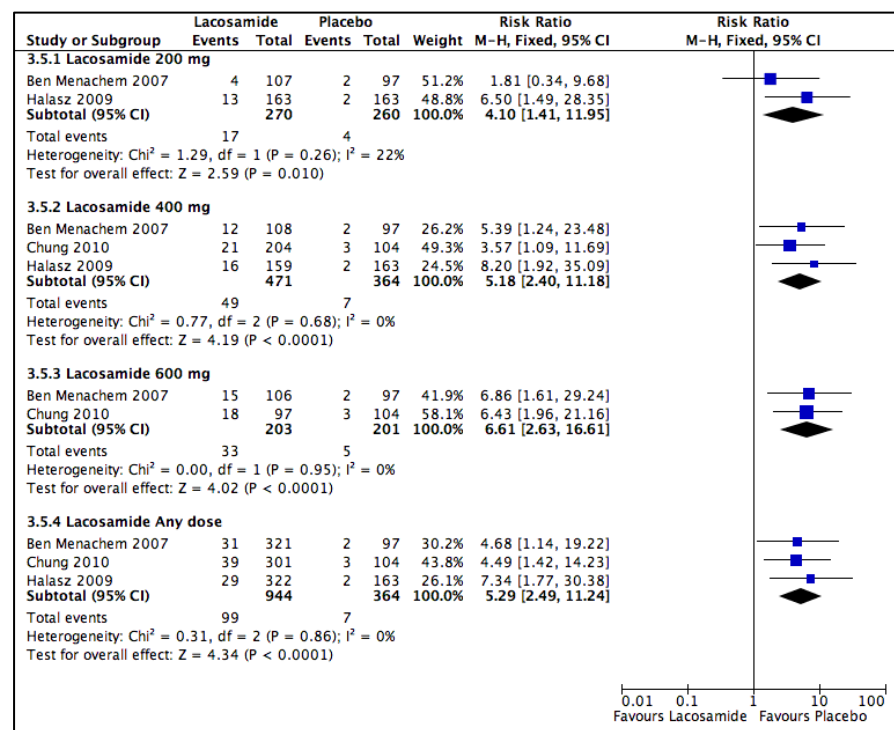 Lacosamide Placebo Risk Ratio Risk Ratio
Study or Subgroup Events Total Events Total Weight M-H, Fixed, 95% CI M-H, Fixed, 95% CI
3.5.1 Lacosamide 200 mg
Ben Menachem 2007 4 107 2 97 51.2% 1.81 [0.34, 9.68]
Halasz 2009 13 163 2 163 48.8% 6.50 [1.49, 28.35]
Subtotal (95% CI) 270 260 100.0% 4.10 [1.41, 11.95]
Total events 17 4
Heterogeneity: Chi² = 1.29, df = 1 (P = 0.26); I² = 22%
Test for overall effect: Z = 2.59 (P = 0.010)
3.5.2 Lacosamide 400 mg
Ben Menachem 2007 12 108 2 97 26.2% 5.39 [1.24, 23.48]
Chung 2010 21 204 3 104 49.3% 3.57 [1.09, 11.69]
Halasz 2009 16 159 2 163 24.5% 8.20 [1.92, 35.09]
Subtotal (95% CI) 471 364 100.0% 5.18 [2.40, 11.18]
Total events 49 7
Heterogeneity: Chi² = 0.77, df = 2 (P = 0.68); I² = 0%
Test for overall effect: Z = 4.19 (P < 0.0001)
3.5.3 Lacosamide 600 mg
Ben Menachem 2007 15 106 2 97 41.9% 6.86 [1.61, 29.24]
Chung 2010 18 97 3 104 58.1% 6.43 [1.96, 21.16]
Subtotal (95% CI) 203 201 100.0% 6.61 [2.63, 16.61]
Total events 33 5
Heterogeneity: Chi² = 0.00, df = 1 (P = 0.95); I² = 0%
Test for overall effect: Z = 4.02 (P < 0.0001)
3.5.4 Lacosamide Any dose
Ben Menachem 2007 31 321 2 97 30.2% 4.68 [1.14, 19.22]
Chung 2010 39 301 3 104 43.8% 4.49 [1.42, 14.23]
Halasz 2009 29 322 2 163 26.1% 7.34 [1.77, 30.38]
Subtotal (95% CI) 944 364 100.0% 5.29 [2.49, 11.24]
Total events 99 7
Heterogeneity: Chi² = 0.31, df = 2 (P = 0.86); I² = 0%
Test for overall effect: Z = 4.34 (P < 0.0001)
0.01 0.1 1 10 100
Favours Lacosamide Favours Placebo